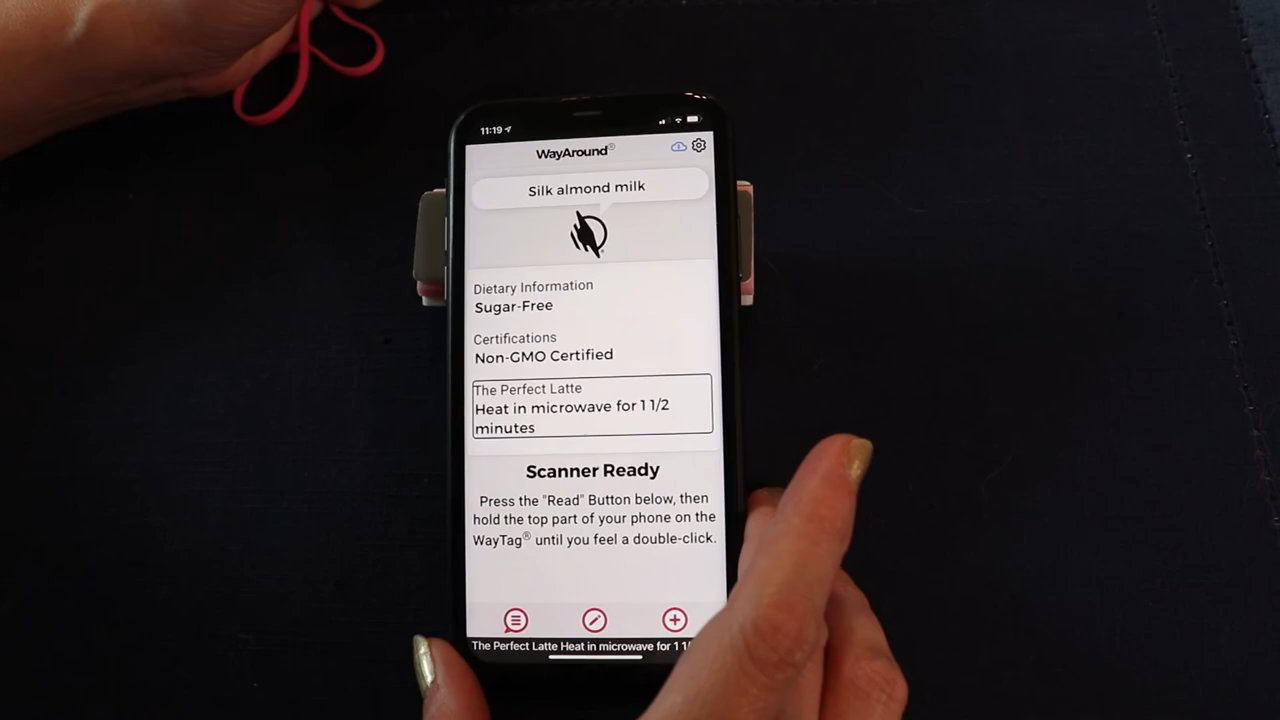 11:19
WayAround®
Silk almond milk
Dietary Information
Sugar-Free
Certifications
Non-GMO Certified
The Perfect Latte
Heat in microwave for 1 1/2
minutes
Scanner Ready
Press the "Read" Button below, then
hold the top part of your phone on the
WayTag® until you feel a double-click.
The Perfect Latte Heat in microwave for 1 1/